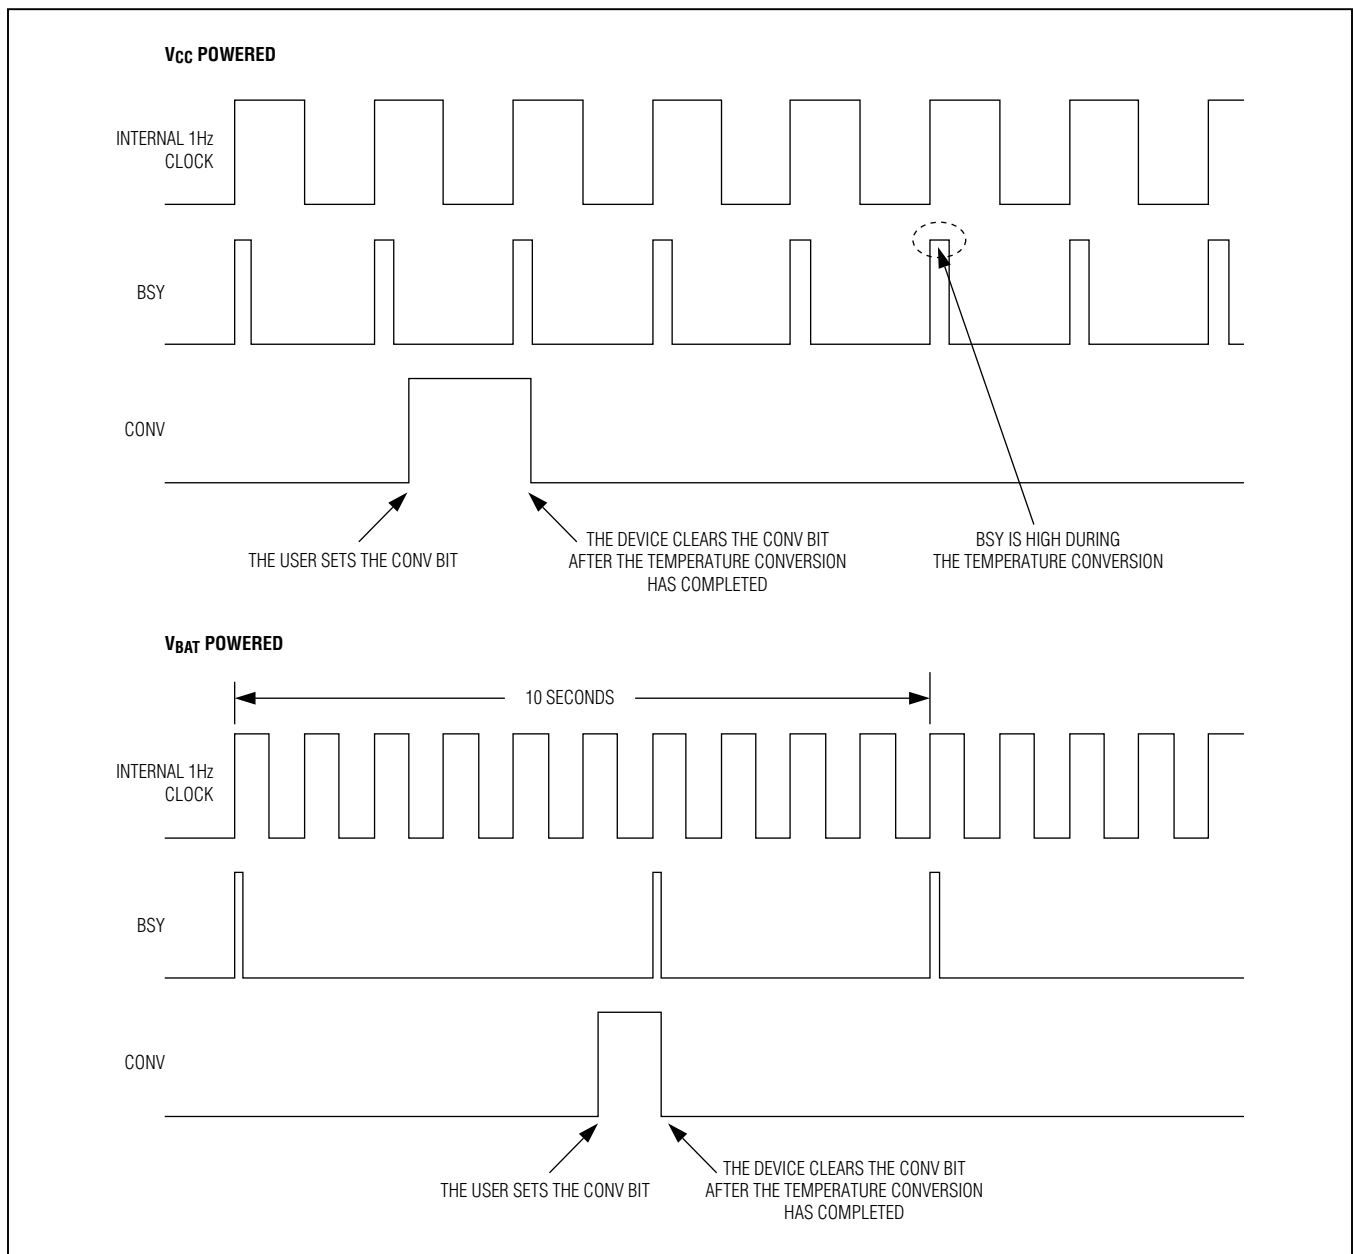 VCC POWERED
INTERNAL 1Hz
CLOCK
BSY
CONV
THE USER SETS THE CONV BIT
THE DEVICE CLEARS THE CONV BIT
AFTER THE TEMPERATURE CONVERSION
HAS COMPLETED
BSY IS HIGH DURING
THE TEMPERATURE CONVERSION
VBAT POWERED
10 SECONDS
INTERNAL 1Hz
CLOCK
BSY
CONV
THE USER SETS THE CONV BIT
THE DEVICE CLEARS THE CONV BIT
AFTER THE TEMPERATURE CONVERSION
HAS COMPLETED